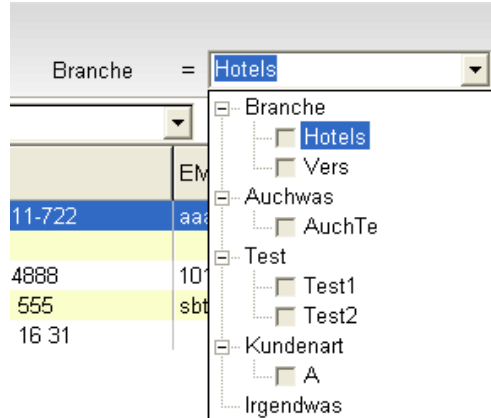 Branche = Hotels
Branche
Hotels
EM
Vers
Auchwas
11-722 aaa
AuchTe
Test
4888 101
Test1
555 sbt
Test2
16 31
Kundenart
A
Irgendwas